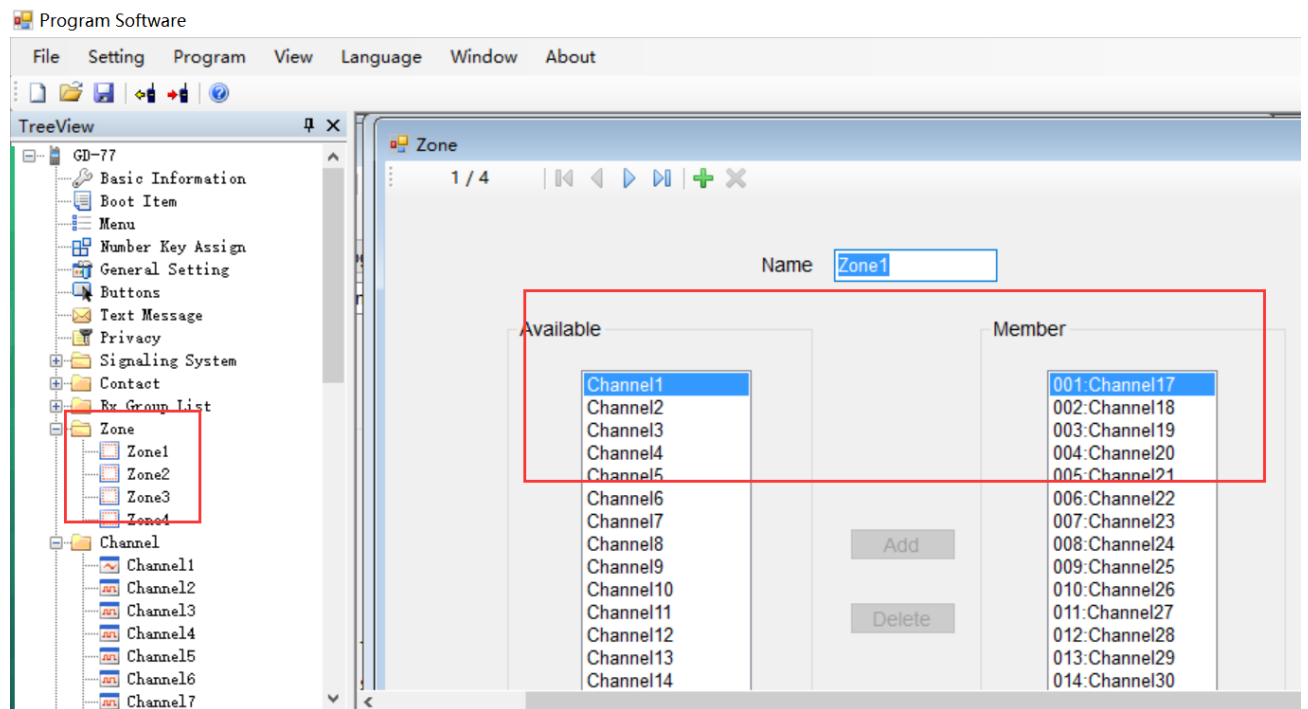 Program Software
File Setting Program View Language Window About
TreeView
GD-77
Basic Information
Boot Item
Menu
Number Key Assign
General Setting
Buttons
Text Message
Privacy
Signaling System
Contact
Rx Group List
Zone
Zone1
Zone2
Zone3
Zone4
Channel
Channel1
Channel2
Channel3
Channel4
Channel5
Channel6
Channel7
Zone
1 / 4
Name Zone1
Available
Channel1
Channel2
Channel3
Channel4
Channel5
Channel6
Channel7
Channel8
Channel9
Channel10
Channel11
Channel12
Channel13
Channel14
Add
Delete
Member
001:Channel17
002:Channel18
003:Channel19
004:Channel20
005:Channel21
006:Channel22
007:Channel23
008:Channel24
009:Channel25
010:Channel26
011:Channel27
012:Channel28
013:Channel29
014:Channel30